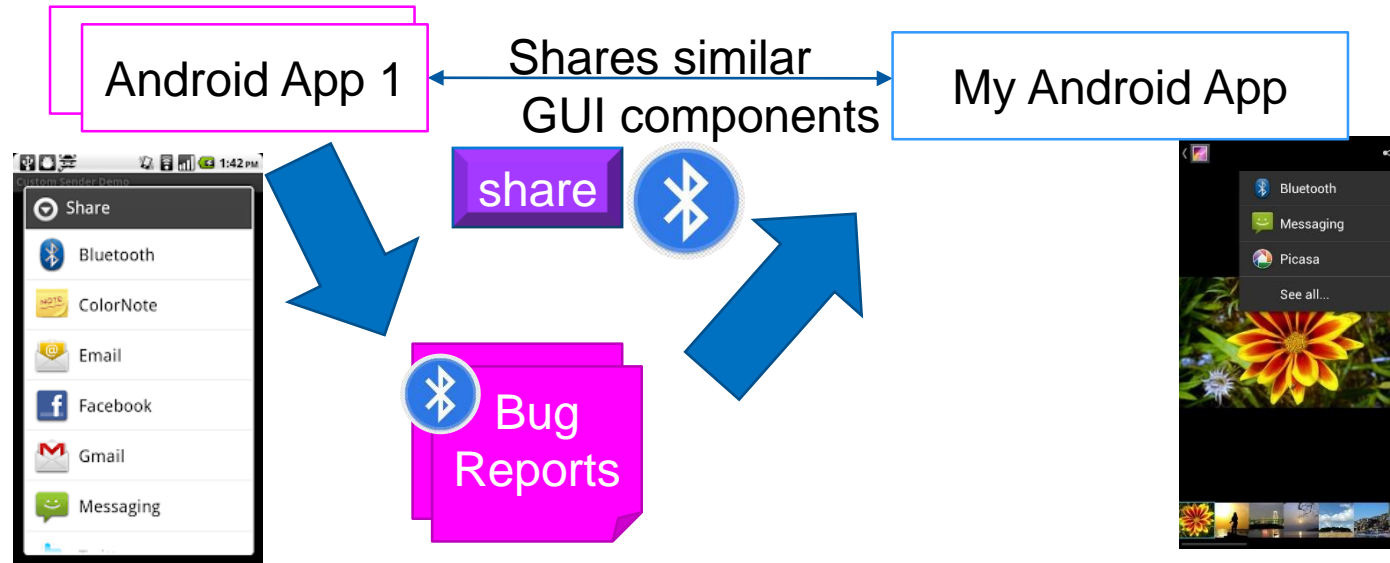 Android App 1
Shares similar
GUI components
My Android App
share
Bug
Reports
1:42 PM
Custom Sender Demo
Share
Bluetooth
ColorNote
NOTE
Email
Facebook
Gmail
Messaging
Bluetooth
Messaging
Picasa
See all...